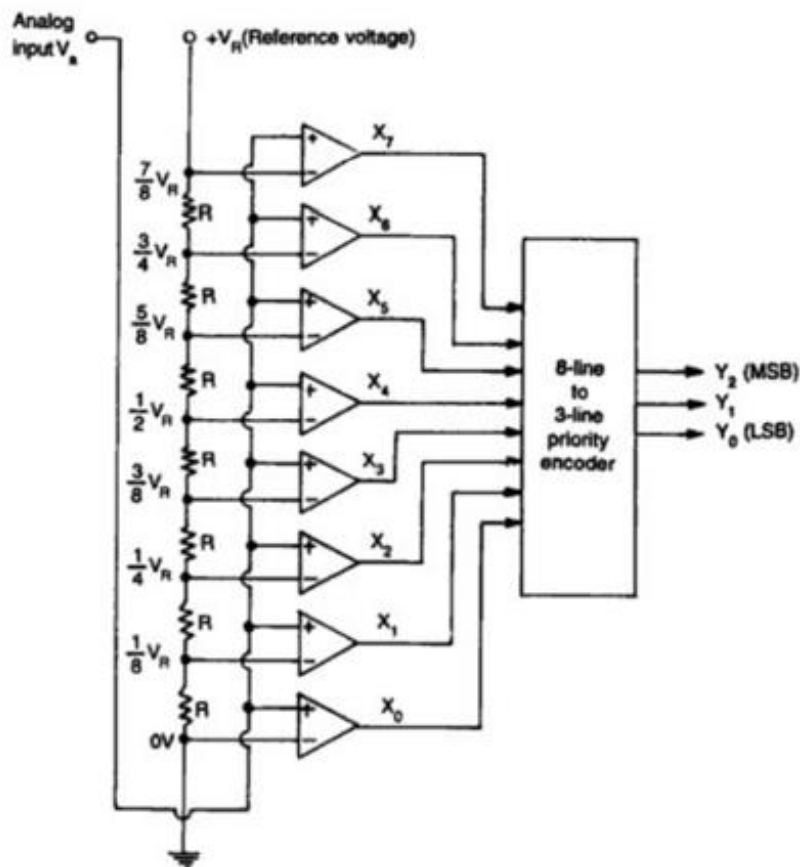 Analog
input Va
+VR (Reference voltage)
X7
7/8 VR
R
X6
3/4 VR
R
X5
5/8 VR
R
X4
1/2 VR
R
X3
3/8 VR
R
X2
1/4 VR
R
X1
1/8 VR
R
X0
0V
+
−
+
−
+
−
+
−
+
−
+
−
+
−
+
−
8-line
to
3-line
priority
encoder
Y2 (MSB)
Y1
Y0 (LSB)